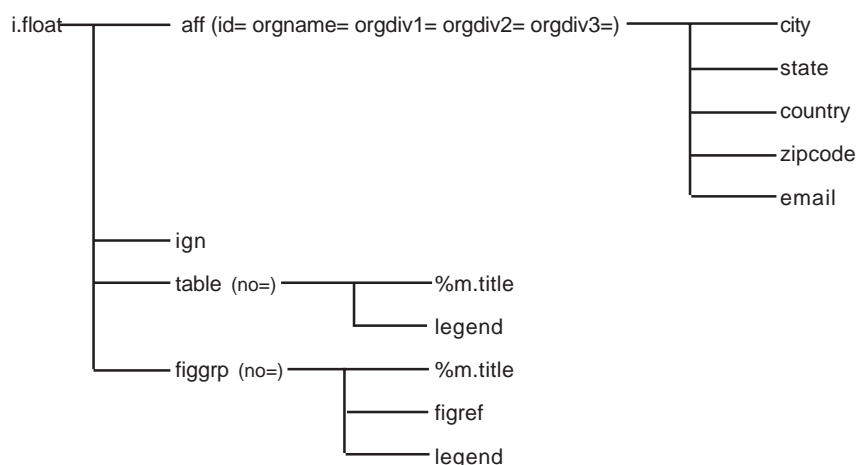 i.float aff (id= orgname= orgdiv1= orgdiv2= orgdiv3=) city
state
country
zipcode
email
ign
table (no=) %m.title
legend
figgrp (no=) %m.title
figref
legend